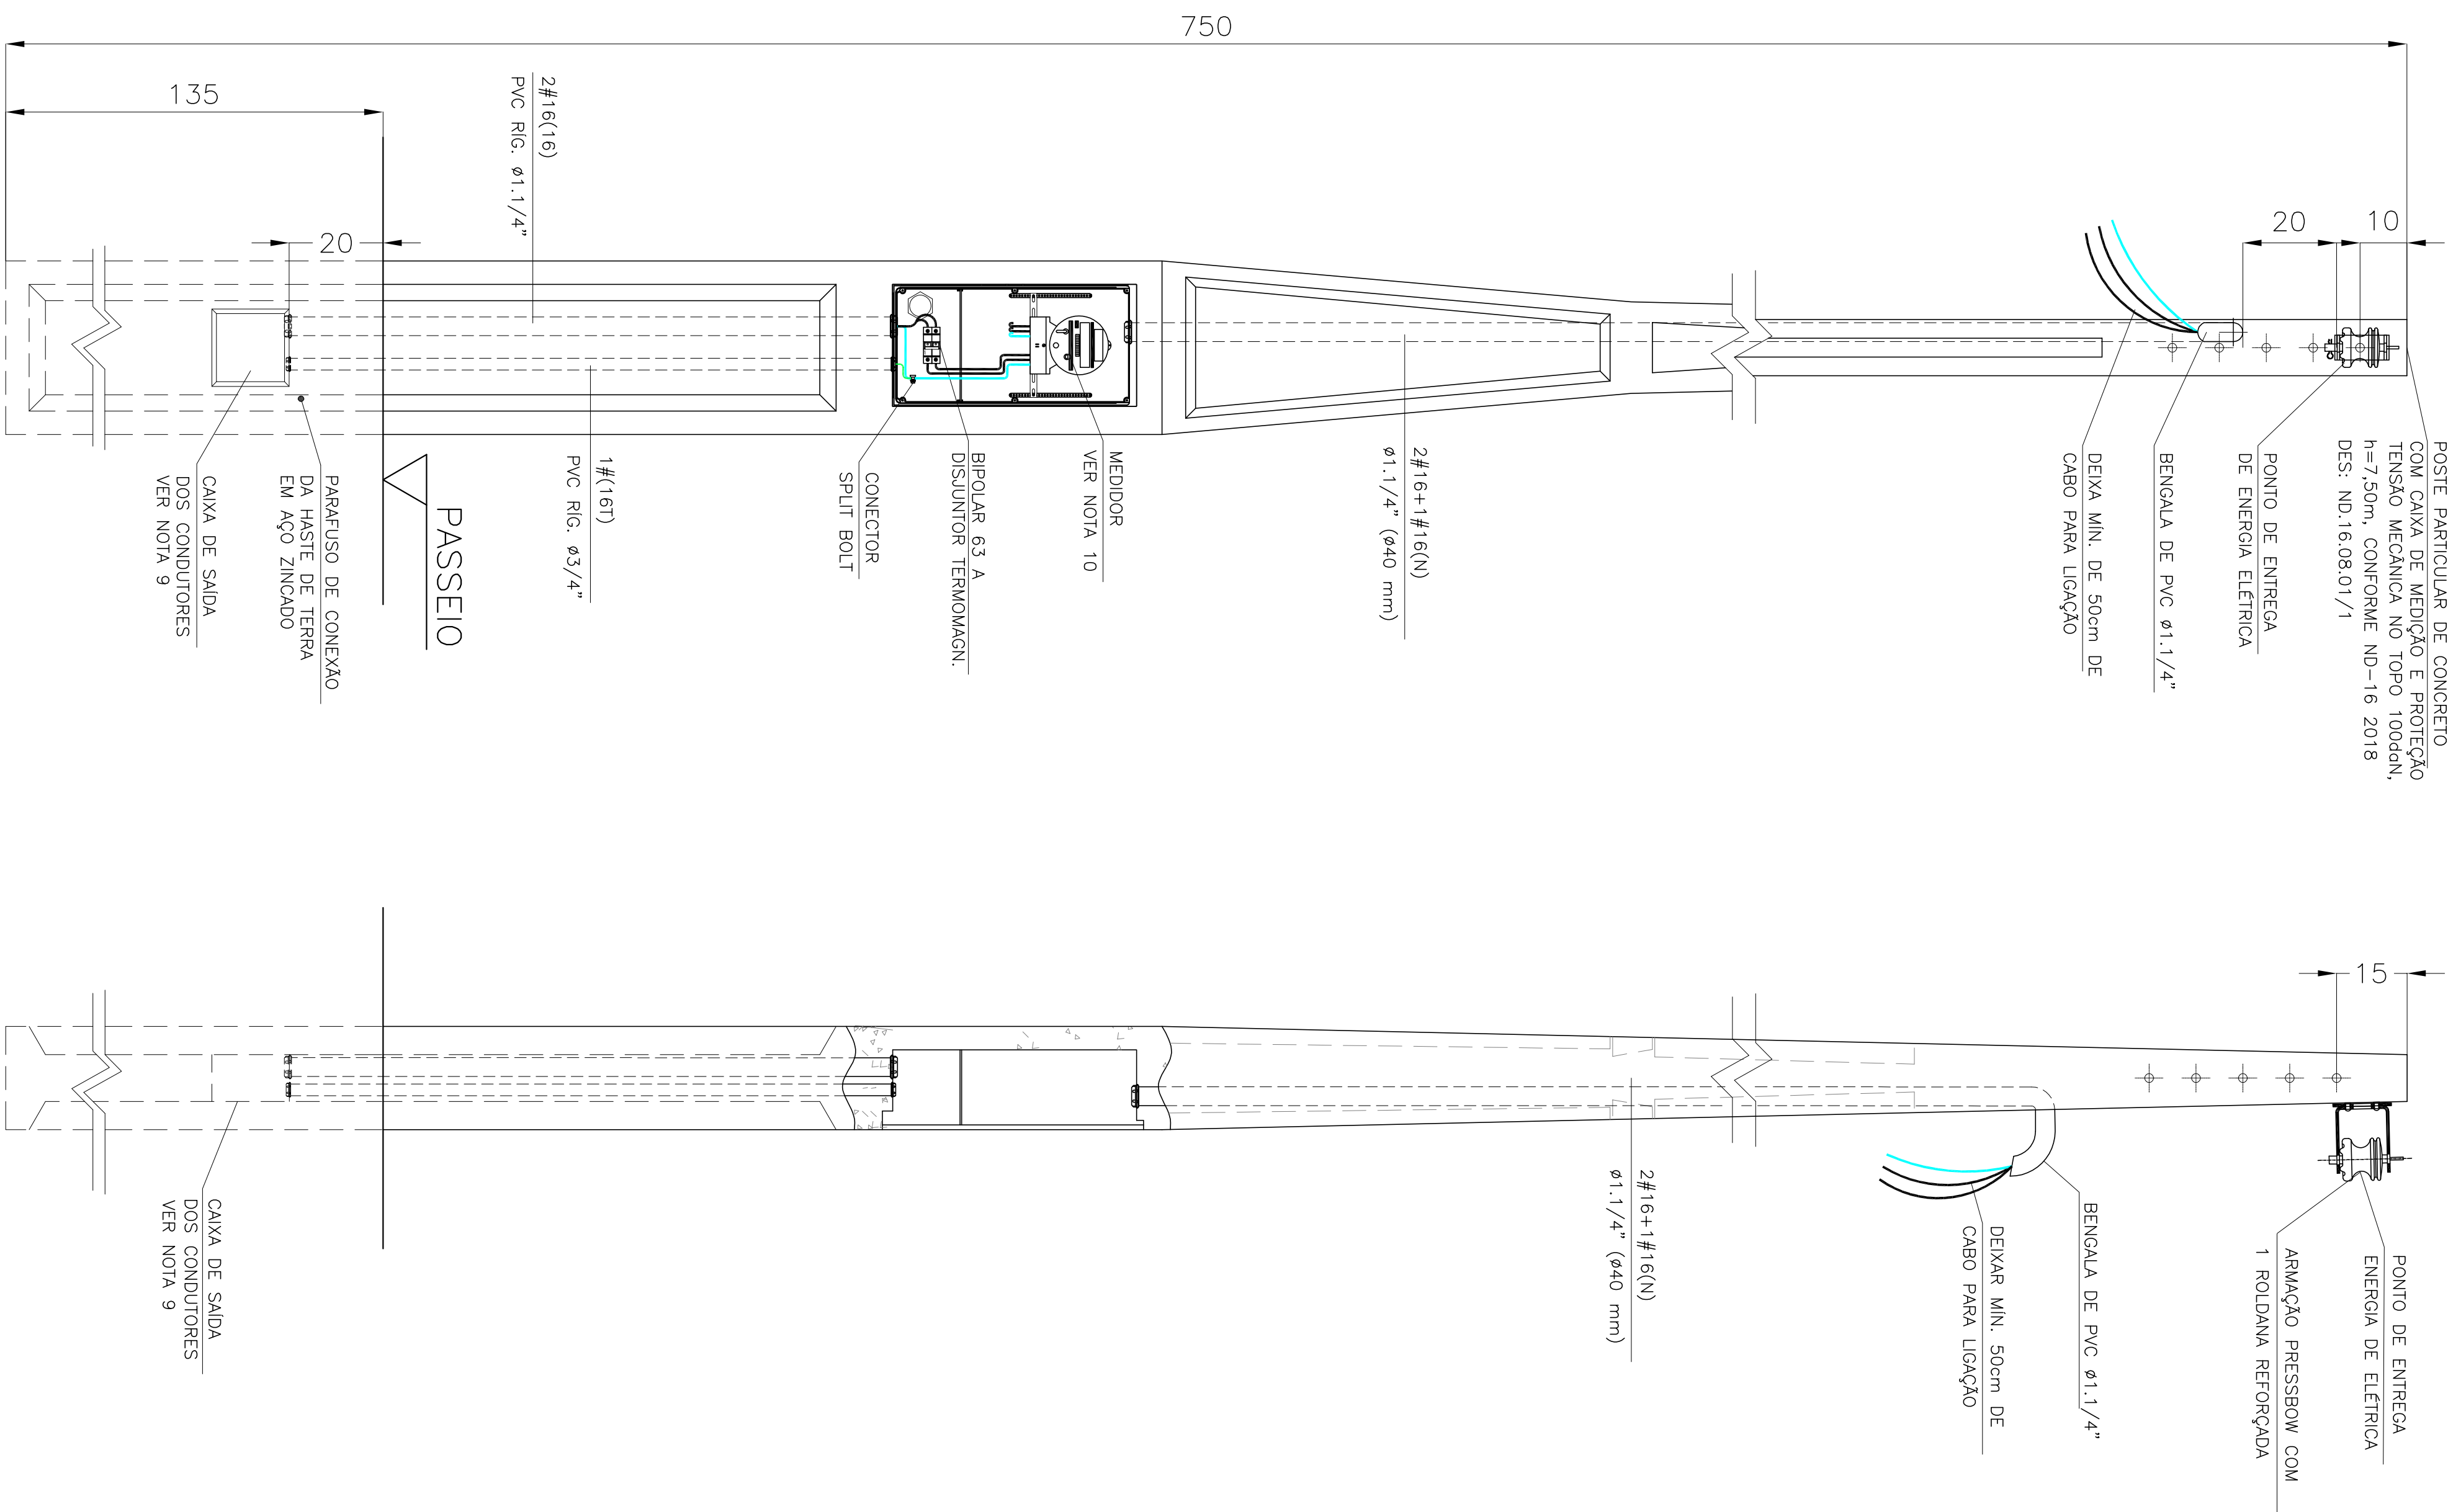 750
135
20
20
10
2#16(16)
PVC RÍG. ø1.1/4"
1#(16T)
PVC RÍG. ø3/4"
POSTE PARTICULAR DE CONCRETO
COM CAIXA DE MEDIÇÃO E PROTEÇÃO
TENSÃO MECÂNICA NO TOPO 100daN,
h=7,50m, CONFORME ND-16 2018
DES: ND.16.08.01/1
PONTO DE ENTREGA
DE ENERGIA ELÉTRICA
BENGALA DE PVC ø1.1/4"
DEIXA MÍN. DE 50cm DE
CABO PARA LIGAÇÃO
2#16+1#16(N)
ø1.1/4" (ø40 mm)
MEDIDOR
VER NOTA 10
BIPOLAR 63 A
DISJUNTOR TERMOMAGN.
CONECTOR
SPLIT BOLT
PASSEIO
PARAFUSO DE CONEXÃO
DA HASTE DE TERRA
EM AÇO ZINCADO
CAIXA DE SAÍDA
DOS CONDUTORES
VER NOTA 9
15
PONTO DE ENTREGA
ENERGIA DE ELÉTRICA
ARMAÇÃO PRESSBOW COM
1 ROLDANA REFORÇADA
BENGALA DE PVC ø1.1/4"
DEIXAR MÍN. 50cm DE
CABO PARA LIGAÇÃO
2#16+1#16(N)
ø1.1/4" (ø40 mm)
CAIXA DE SAÍDA
DOS CONDUTORES
VER NOTA 9